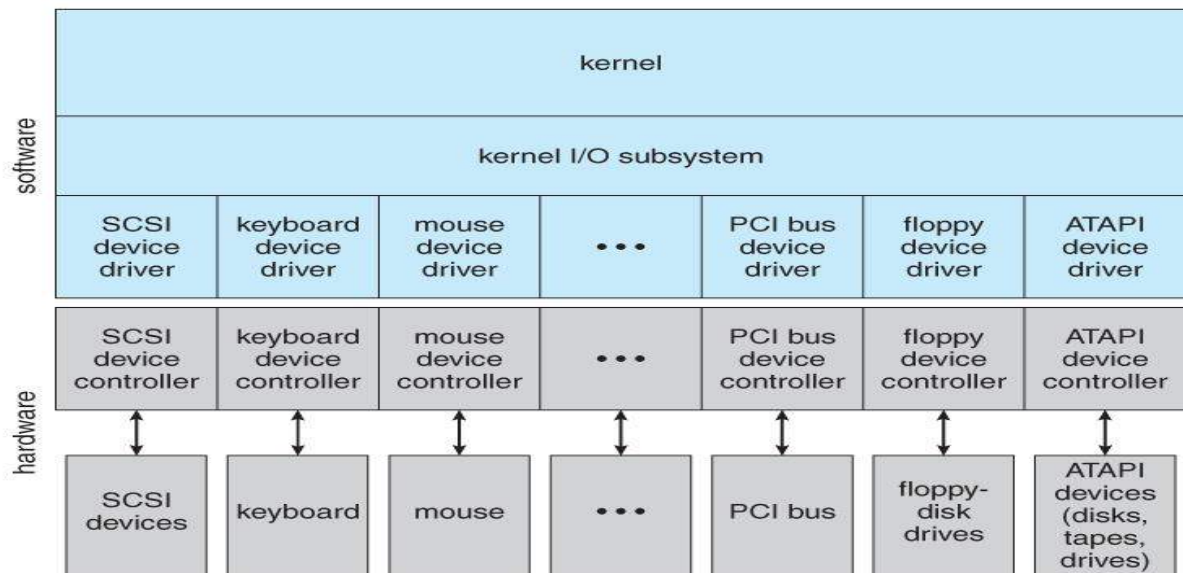 software
kernel
kernel I/O subsystem
SCSI
device
driver
keyboard
device
driver
mouse
device
driver
•••
PCI bus
device
driver
floppy
device
driver
ATAPI
device
driver
hardware
SCSI
device
controller
keyboard
device
controller
mouse
device
controller
•••
PCI bus
device
controller
floppy
device
controller
ATAPI
device
controller
SCSI
devices
keyboard
mouse
•••
PCI bus
floppy-
disk
drives
ATAPI
devices
(disks,
tapes,
drives)